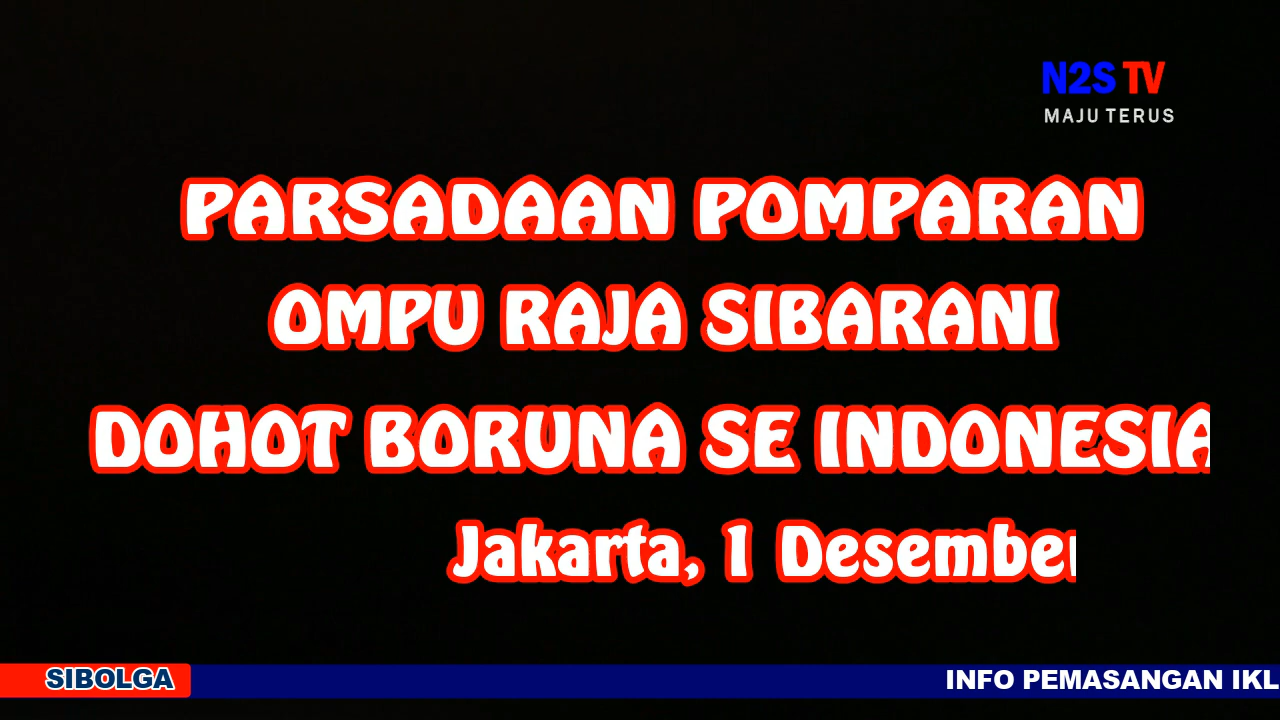 N2S TV
MAJU TERUS
PARSADAAN POMPARAN
OMPU RAJA SIBARANI
DOHOT BORUNA SE INDONESIA
Jakarta, 1 Desember
SIBOLGA
INFO PEMASANGAN IKL